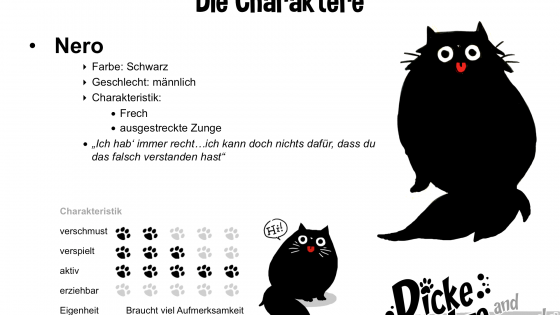 Die Charaktere
• Nero
Farbe: Schwarz
Geschlecht: männlich
Charakteristik:
• Frech
• ausgestreckte Zunge
• „Ich hab‘ immer recht…ich kann doch nichts dafür, dass du
das falsch verstanden hast“
Charakteristik
verschmust
verspielt
aktiv
erziehbar
Eigenheit Braucht viel Aufmerksamkeit
Hi!
Dicke
and